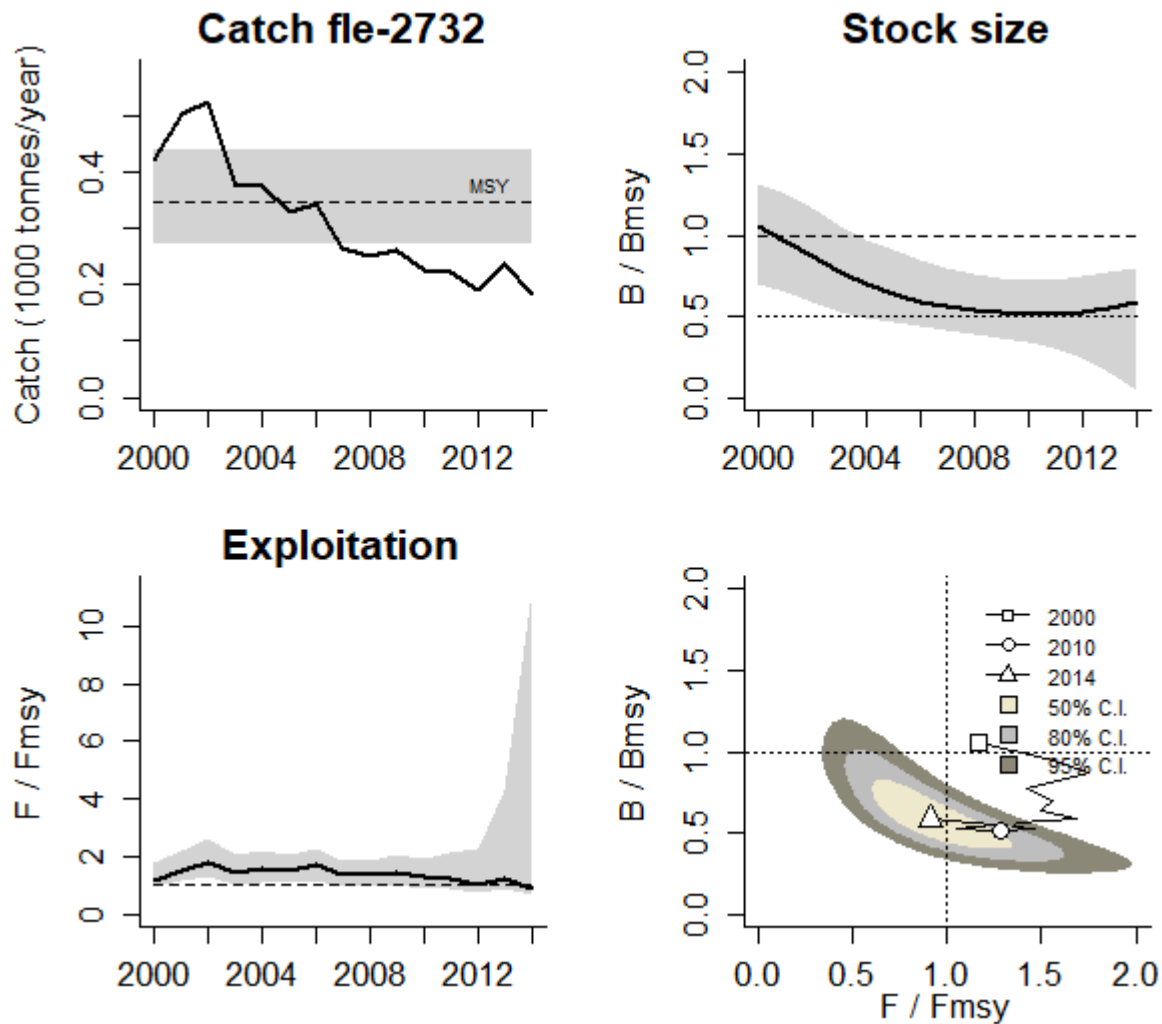 Catch fle-2732
Catch (1000 tonnes/year)
0.0 0.2 0.4
MSY
2000 2004 2008 2012
Stock size
B / Bmsy
0.0 0.5 1.0 1.5 2.0
2000 2004 2008 2012
Exploitation
F / Fmsy
0 2 4 6 8 10
2000 2004 2008 2012
B / Bmsy
0.0 0.5 1.0 1.5 2.0
2000
2010
2014
50% C.I.
80% C.I.
95% C.I.
0.0 0.5 1.0 1.5 2.0
F / Fmsy